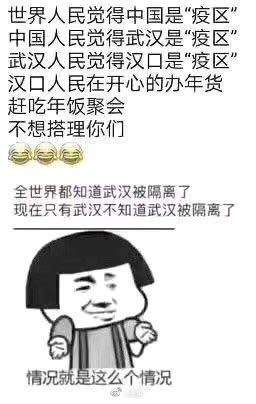 世界人民觉得中国是“疫区”
中国人民觉得武汉是“疫区”
武汉人民觉得汉口是“疫区”
汉口人民在开心的办年货
赶吃年饭聚会
不想搭理你们
😂😂😂
全世界都知道武汉被隔离了
现在只有武汉不知道武汉被隔离了
情况就是这么个情况